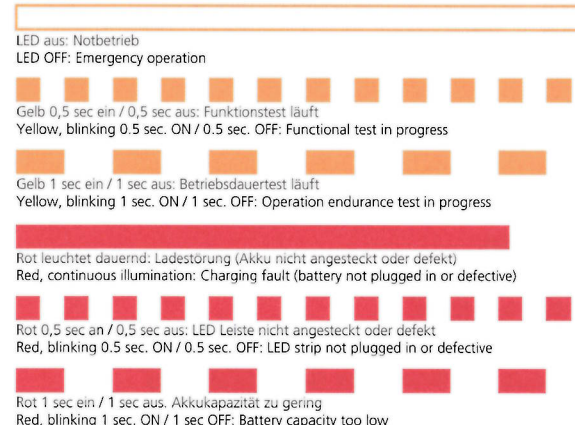 LED aus: Notbetrieb
LED OFF: Emergency operation
Gelb 0,5 sec ein / 0,5 sec aus: Funktionstest läuft
Yellow, blinking 0.5 sec. ON / 0.5 sec. OFF: Functional test in progress
Gelb 1 sec ein / 1 sec aus: Betriebsdauertest läuft
Yellow, blinking 1 sec. ON / 1 sec. OFF: Operation endurance test in progress
Rot leuchtet dauernd: Ladestörung (Akku nicht angesteckt oder defekt)
Red, continuous illumination: Charging fault (battery not plugged in or defective)
Rot 0,5 sec an / 0,5 sec aus: LED Leiste nicht angesteckt oder defekt
Red, blinking 0.5 sec. ON / 0.5 sec. OFF: LED strip not plugged in or defective
Rot 1 sec ein / 1 sec aus. Akkukapazität zu gering
Red, blinking 1 sec. ON / 1 sec OFF: Battery capacity too low